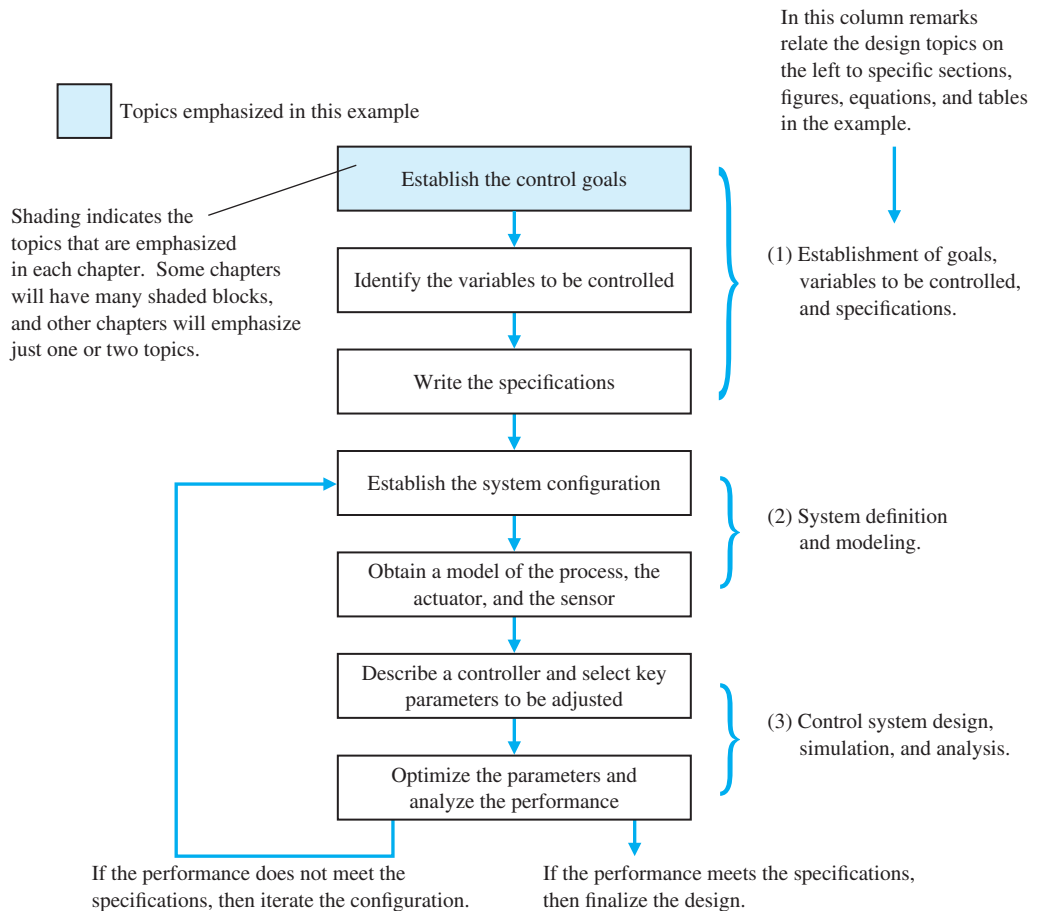 In this column remarks
relate the design topics on
the left to specific sections,
figures, equations, and tables
in the example.
Topics emphasized in this example
Establish the control goals
Shading indicates the
topics that are emphasized
in each chapter. Some chapters
will have many shaded blocks,
and other chapters will emphasize
just one or two topics.
(1) Establishment of goals,
variables to be controlled,
and specifications.
Identify the variables to be controlled
Write the specifications
Establish the system configuration
(2) System definition
and modeling.
Obtain a model of the process, the
actuator, and the sensor
Describe a controller and select key
parameters to be adjusted
(3) Control system design,
simulation, and analysis.
Optimize the parameters and
analyze the performance
If the performance does not meet the
specifications, then iterate the configuration.
If the performance meets the specifications,
then finalize the design.